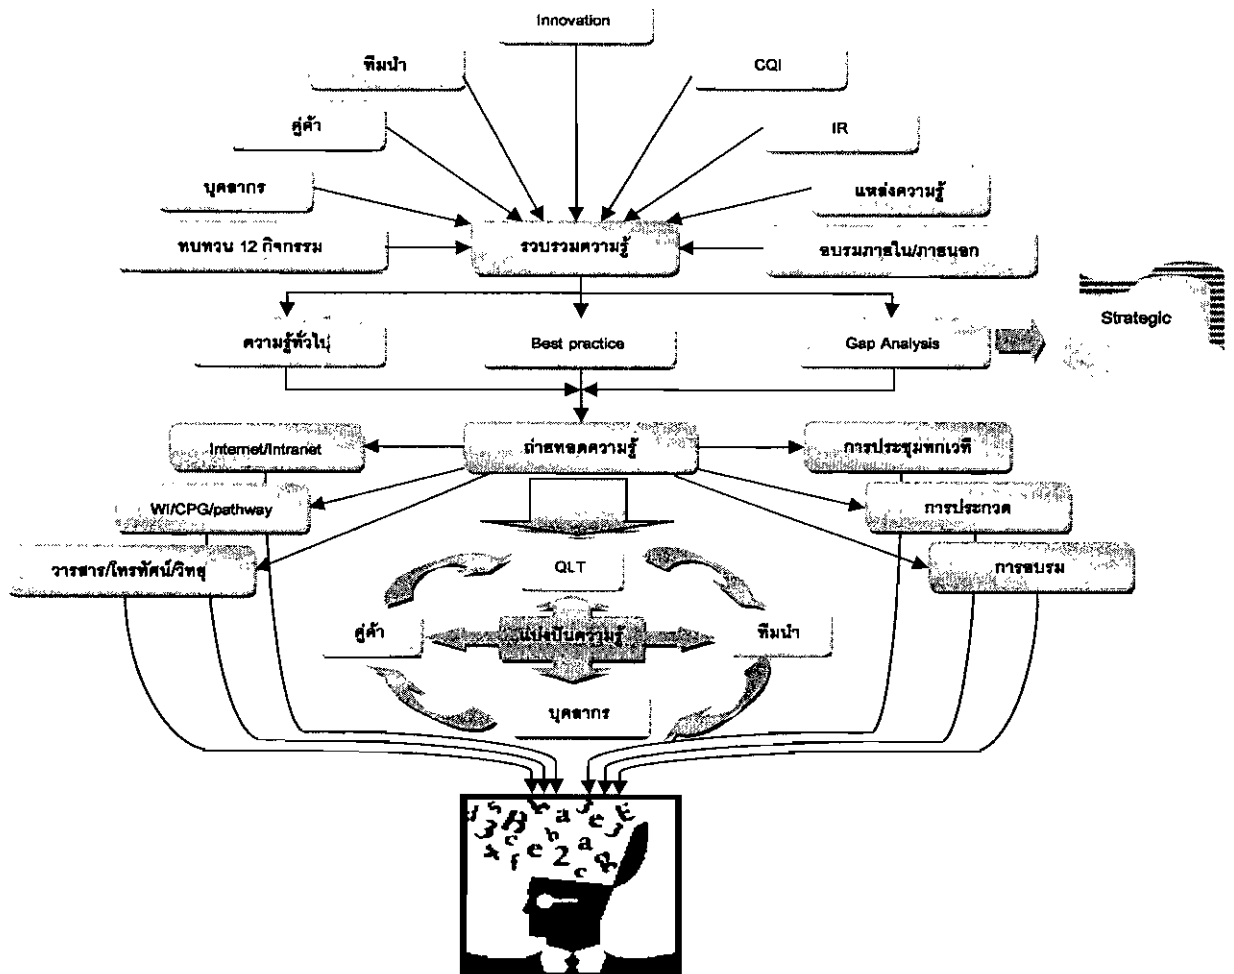 Innovation
ทีมนำ
CQI
คู่ค้า
IR
บุคลากร
แหล่งความรู้
ทบทวน 12 กิจกรรม
รวบรวมความรู้
อบรมภายใน/ภายนอก
Strategic
ความรู้ทั่วไป
Best practice
Gap Analysis
Internet/Intranet
ถ่ายทอดความรู้
การประชุมทุกเวที
WI/CPG/pathway
การประกวด
วารสาร/โทรทัศน์/วิทยุ
QLT
การอบรม
คู่ค้า
แบ่งปันความรู้
ทีมนำ
บุคลากร